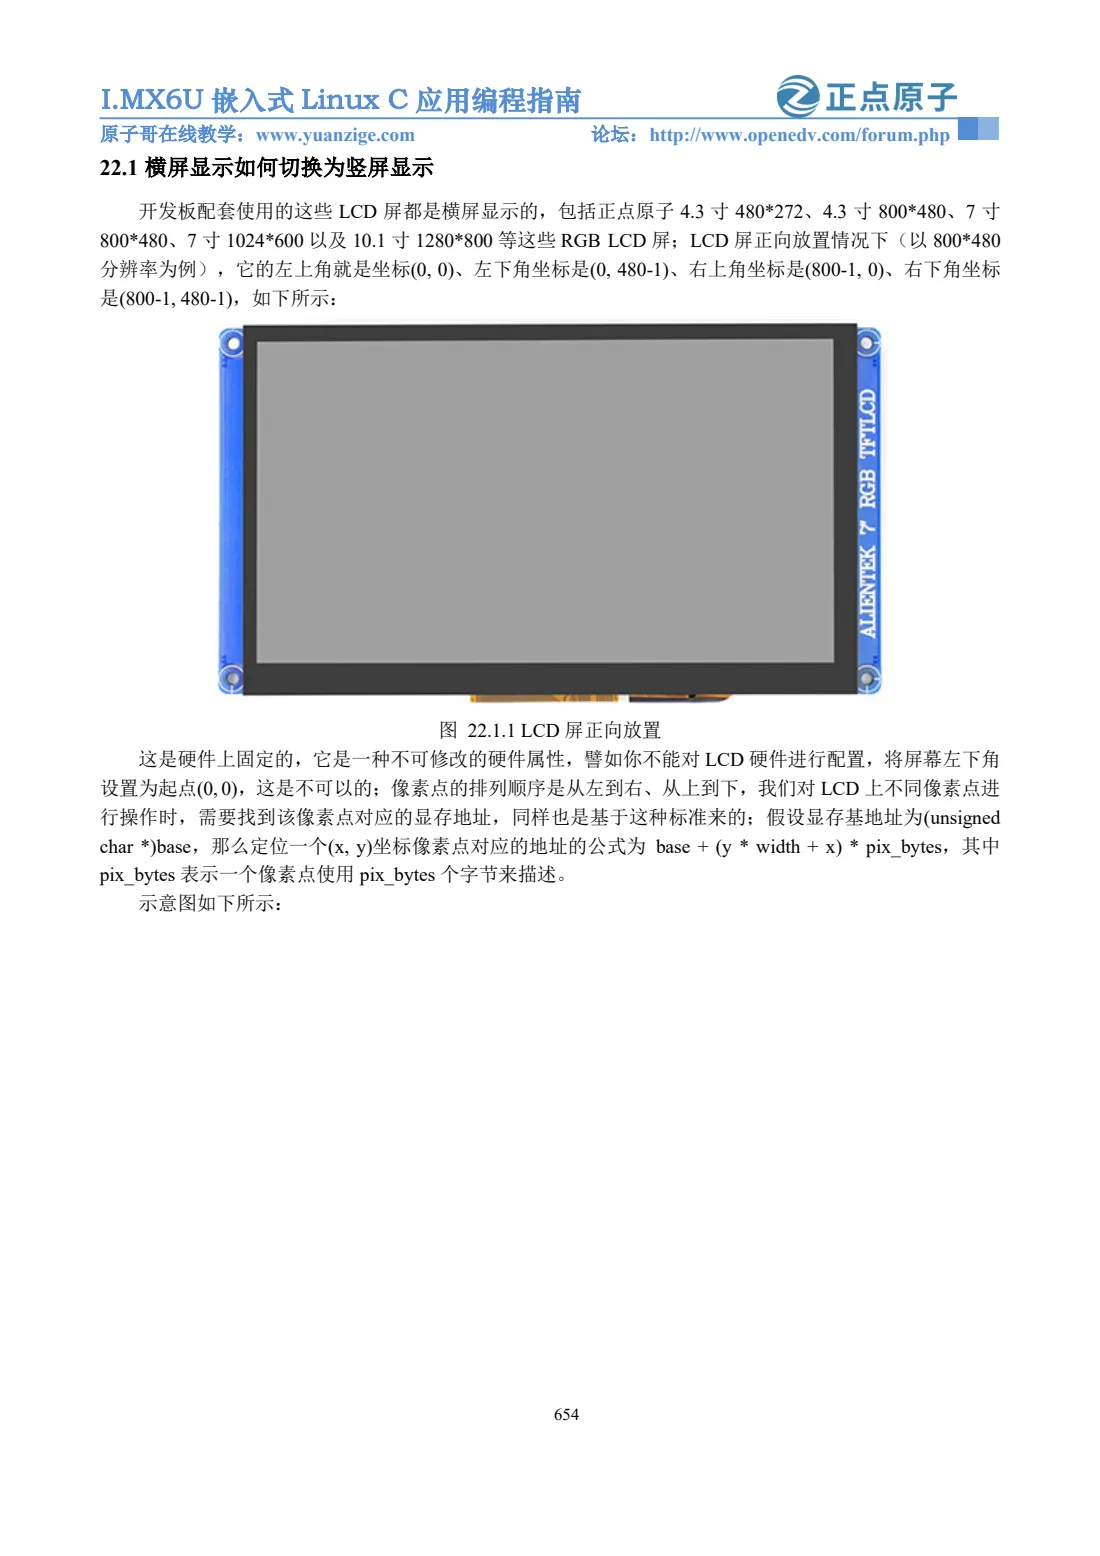 I.MX6U 嵌入式 Linux C 应用编程指南
正点原子
原子哥在线教学：www.yuanzige.com 论坛：http://www.openedv.com/forum.php
22.1 横屏显示如何切换为竖屏显示
开发板配套使用的这些 LCD 屏都是横屏显示的，包括正点原子 4.3 寸 480*272、4.3 寸 800*480、7 寸
800*480、7 寸 1024*600 以及 10.1 寸 1280*800 等这些 RGB LCD 屏；LCD 屏正向放置情况下（以 800*480
分辨率为例），它的左上角就是坐标(0, 0)、左下角坐标是(0, 480-1)、右上角坐标是(800-1, 0)、右下角坐标
是(800-1, 480-1)，如下所示：
ALIENTEK 7" RGB TFTLCD
图 22.1.1 LCD 屏正向放置
这是硬件上固定的，它是一种不可修改的硬件属性，譬如你不能对 LCD 硬件进行配置，将屏幕左下角
设置为起点(0, 0)，这是不可以的；像素点的排列顺序是从左到右、从上到下，我们对 LCD 上不同像素点进
行操作时，需要找到该像素点对应的显存地址，同样也是基于这种标准来的；假设显存基地址为(unsigned
char *)base，那么定位一个(x, y)坐标像素点对应的地址的公式为 base + (y * width + x) * pix_bytes，其中
pix_bytes 表示一个像素点使用 pix_bytes 个字节来描述。
示意图如下所示：
654